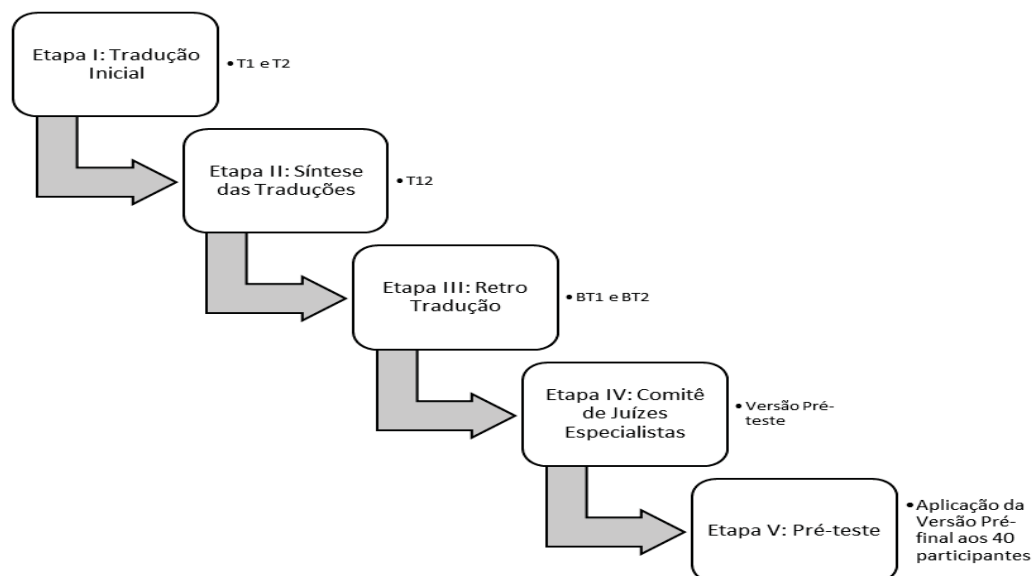 Etapa I: Tradução
Inicial
• T1 e T2
Etapa II: Síntese
das Traduções
• T12
Etapa III: Retro
Tradução
• BT1 e BT2
Etapa IV: Comitê
de Juízes
Especialistas
• Versão Pré-
teste
Etapa V: Pré-teste
• Aplicação da
Versão Pré-
final aos 40
participantes